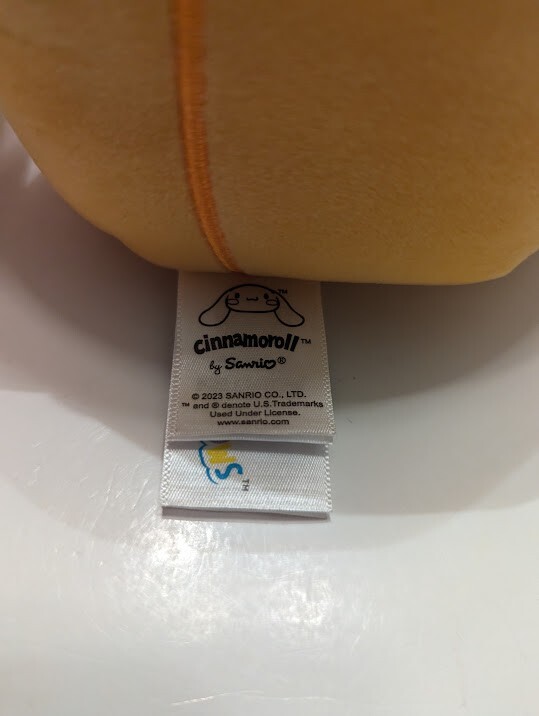 TM
cinnamoroll™
by Sanrio®
© 2023 SANRIO CO., LTD.
™ and ® denote U.S.Trademarks
Used Under License.
www.sanrio.com
TM